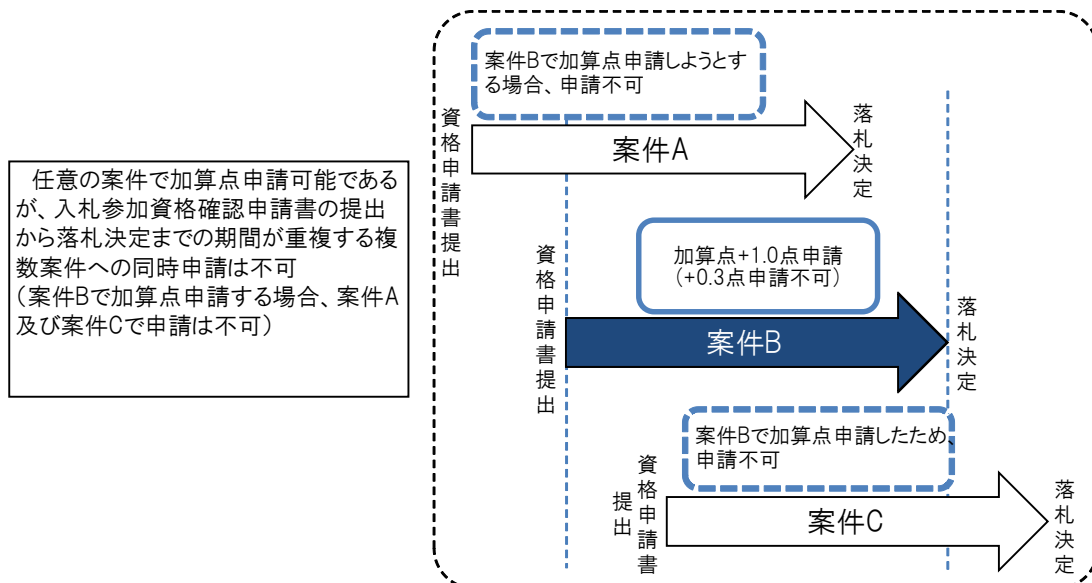 任意の案件で加算点申請可能である
が、入札参加資格確認申請書の提出
から落札決定までの期間が重複する複
数案件への同時申請は不可
（案件Bで加算点申請する場合、案件A
及び案件Cで申請は不可）
案件Bで加算点申請しようとす
る場合、申請不可
資格申請書提出
案件A
落札決定
加算点+1.0点申請
（+0.3点申請不可）
資格申請書提出
案件B
落札決定
案件Bで加算点申請したため、
申請不可
資格申請書
提出
案件C
落札決定